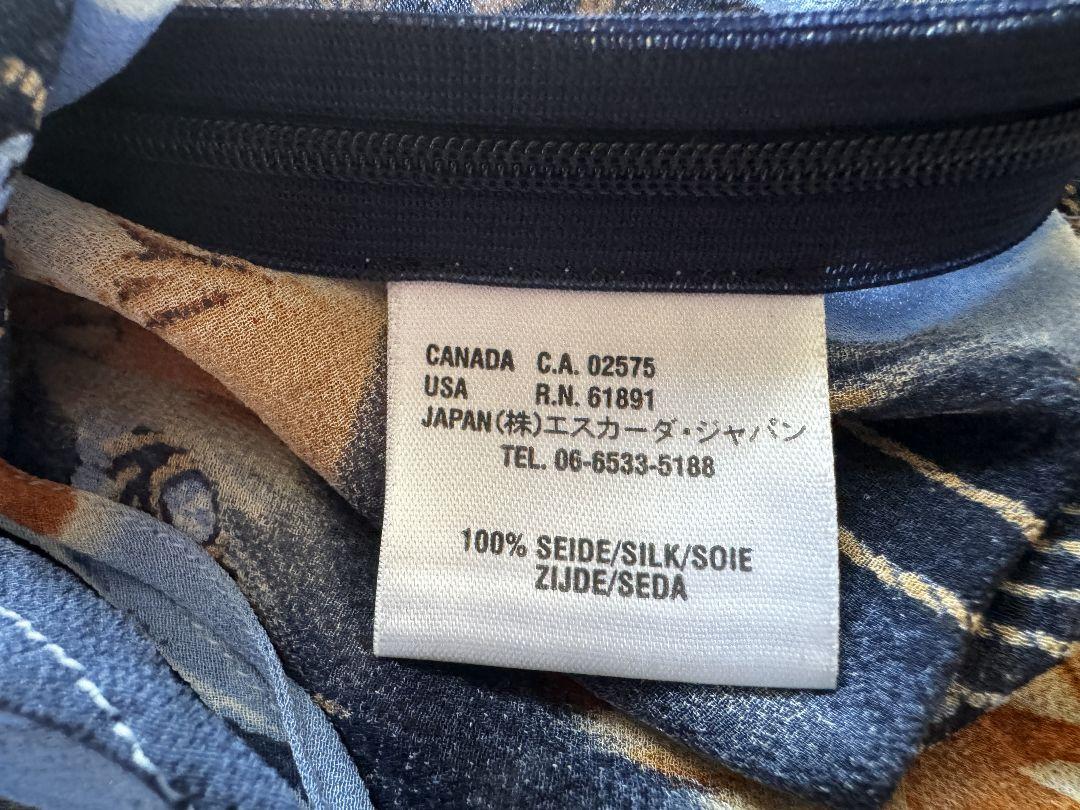 CANADA C.A. 02575
USA R.N. 61891
JAPAN(株)エスカーダ・ジャパン
TEL. 06-6533-5188
100% SEIDE/SILK/SOIE
ZIJDE/SEDA